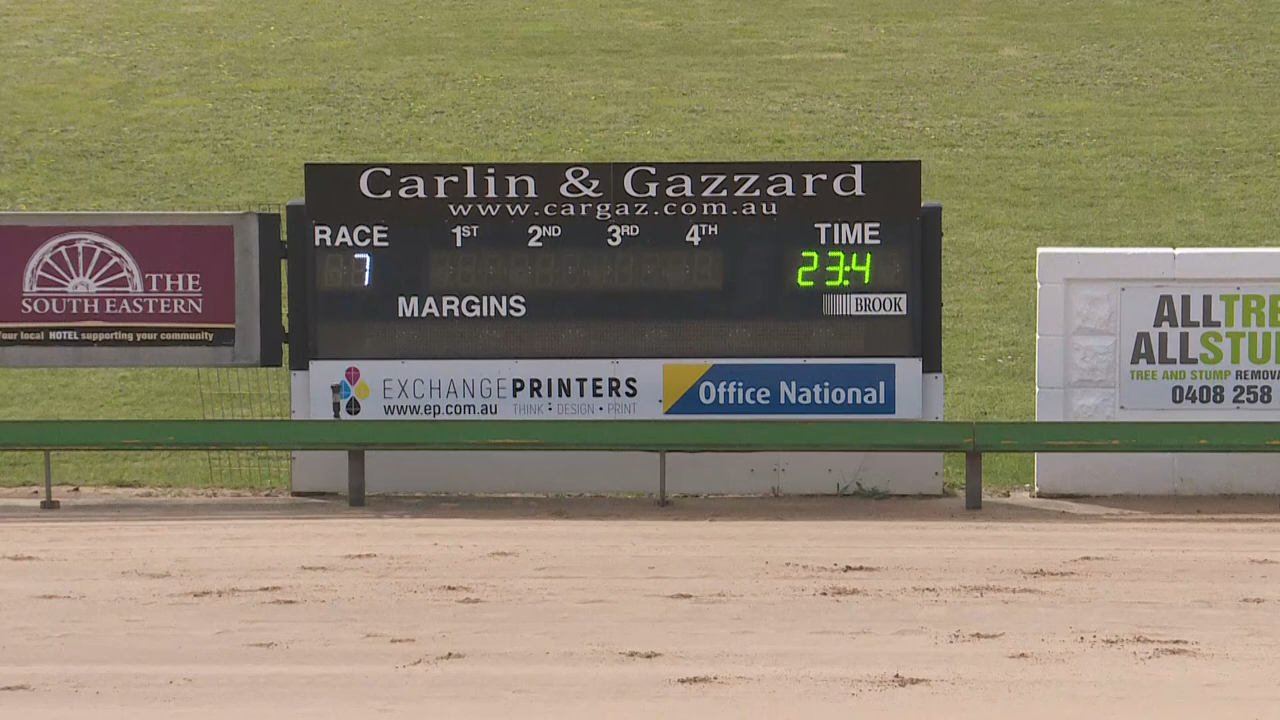 Carlin & Gazzard
www.cargaz.com.au
RACE 1ST 2ND 3RD 4TH TIME
7 23:4
MARGINS
BROOK
THE
SOUTH EASTERN
Your local HOTEL supporting your community
EXCHANGEPRINTERS
www.ep.com.au THINK • DESIGN • PRINT
Office National
ALLTRE
ALLSTU
TREE AND STUMP REMOVA
0408 258